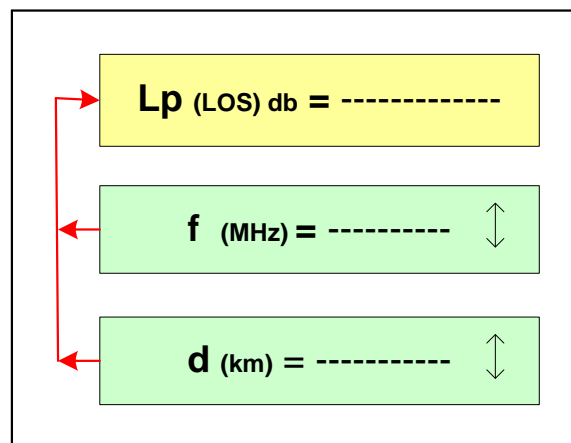 Lp (LOS) db = -------------
f (MHz) = ----------
d (km) = -----------